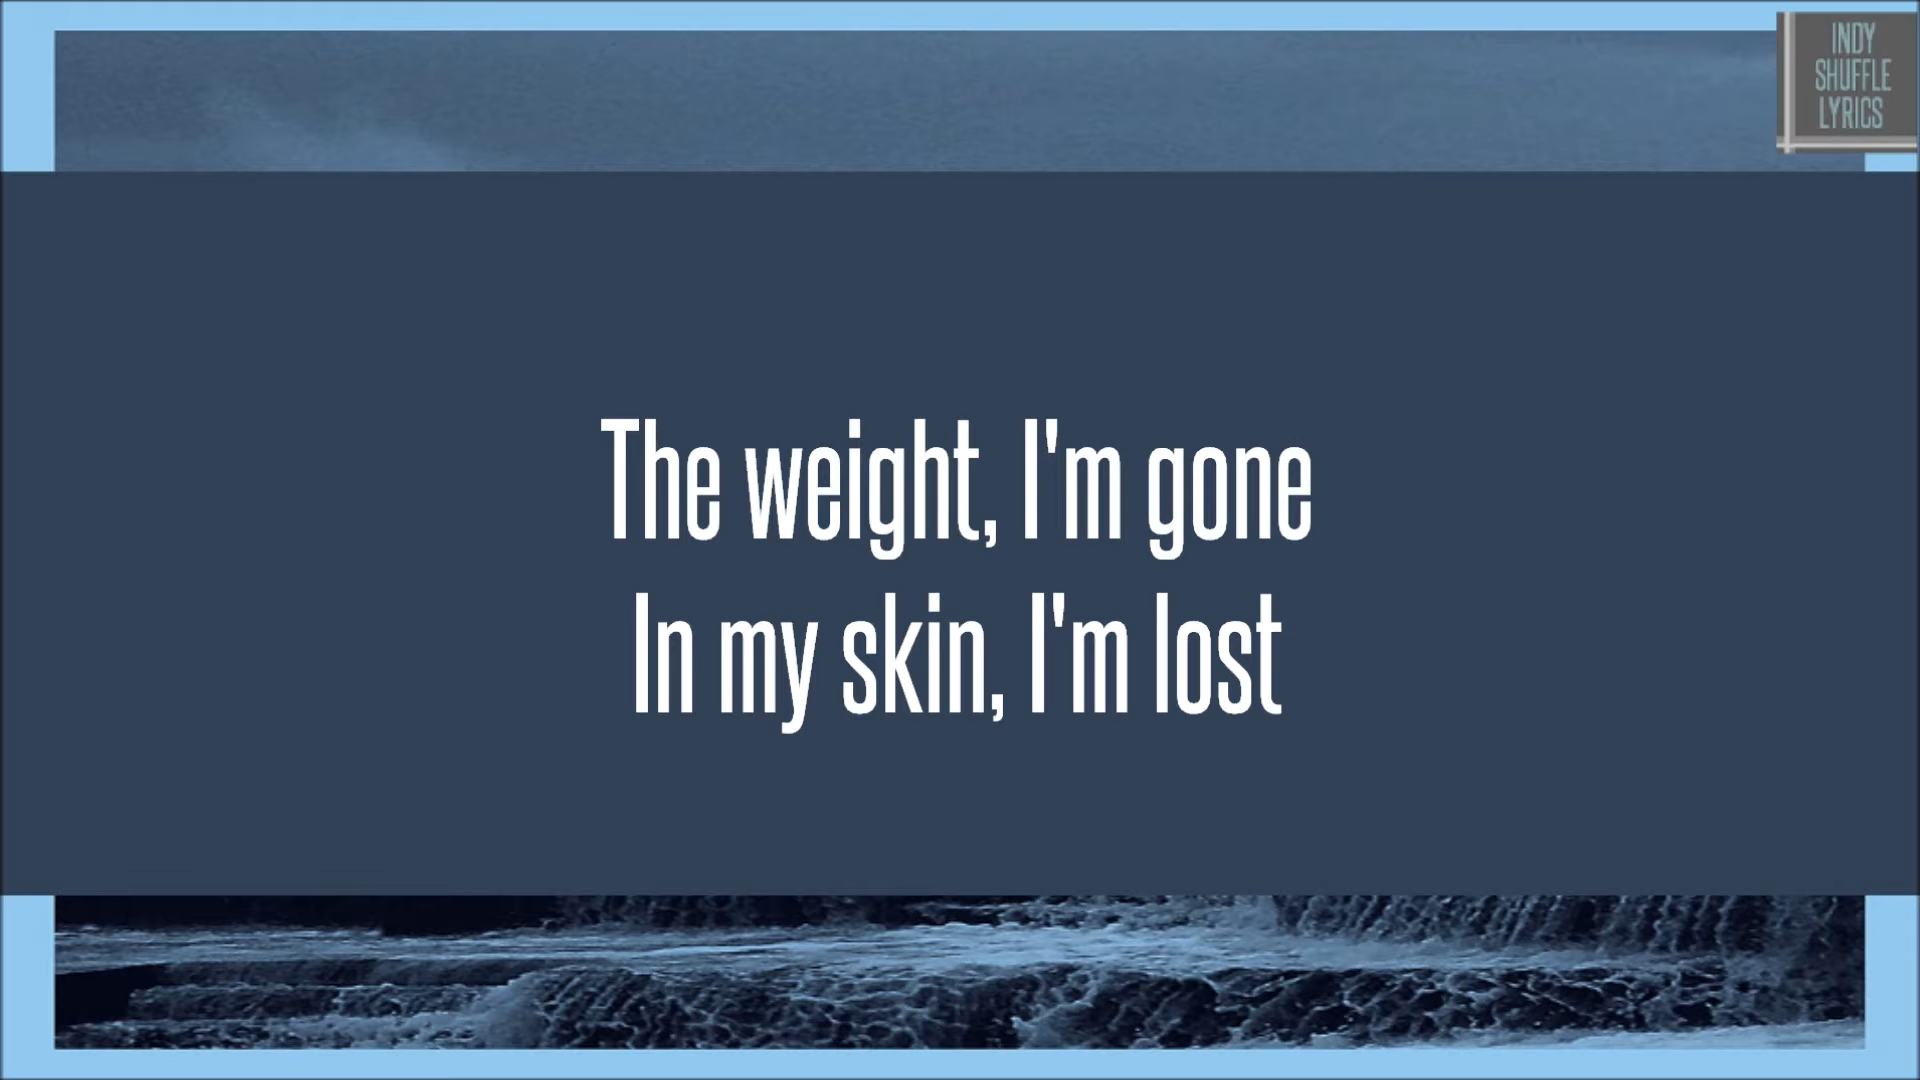 INDY
SHUFFLE
LYRICS
The weight, I'm gone
In my skin, I'm lost